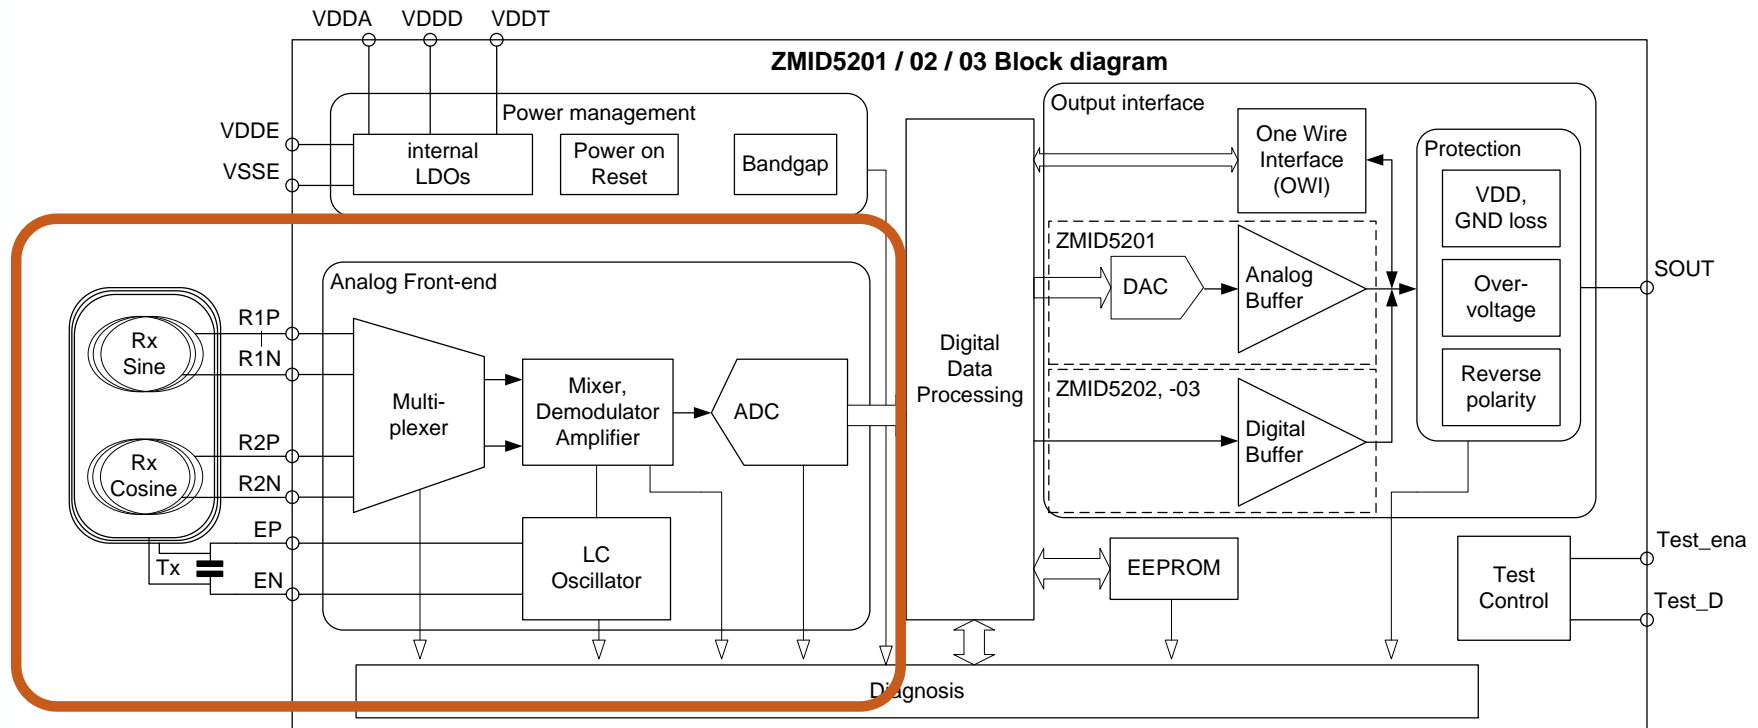 VDDA VDDD VDDT
ZMID5201 / 02 / 03 Block diagram
Power management
VDDE
VSSE
internal
LDOs
Power on
Reset
Bandgap
Output interface
One Wire
Interface
(OWI)
Protection
VDD,
GND loss
Over-
voltage
Reverse
polarity
SOUT
ZMID5201
DAC
Analog
Buffer
ZMID5202, -03
Digital
Buffer
Digital
Data
Processing
Analog Front-end
Rx
Sine
Rx
Cosine
R1P
R1N
R2P
R2N
EP
EN
Tx
Multi-
plexer
Mixer,
Demodulator
Amplifier
ADC
LC
Oscillator
EEPROM
Test
Control
Test_ena
Test_D
Diagnosis